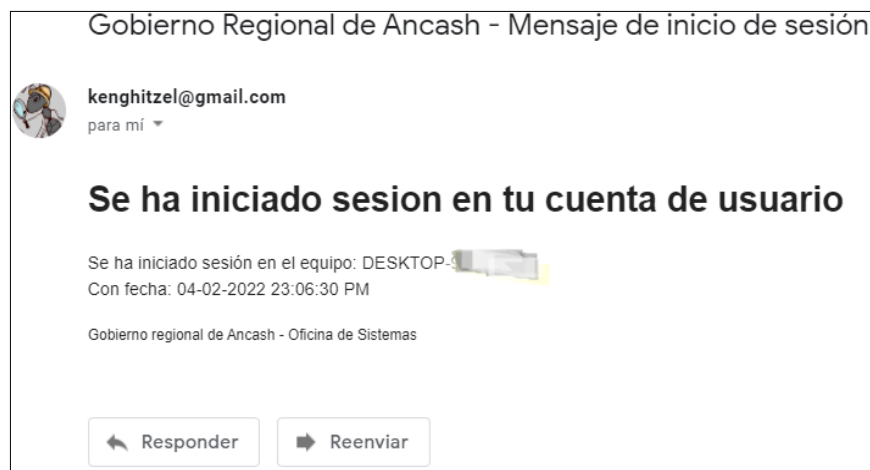 Gobierno Regional de Ancash - Mensaje de inicio de sesión
kenghitzel@gmail.com
para mí
Se ha iniciado sesion en tu cuenta de usuario
Se ha iniciado sesión en el equipo: DESKTOP-
Con fecha: 04-02-2022 23:06:30 PM
Gobierno regional de Ancash - Oficina de Sistemas
Responder
Reenviar